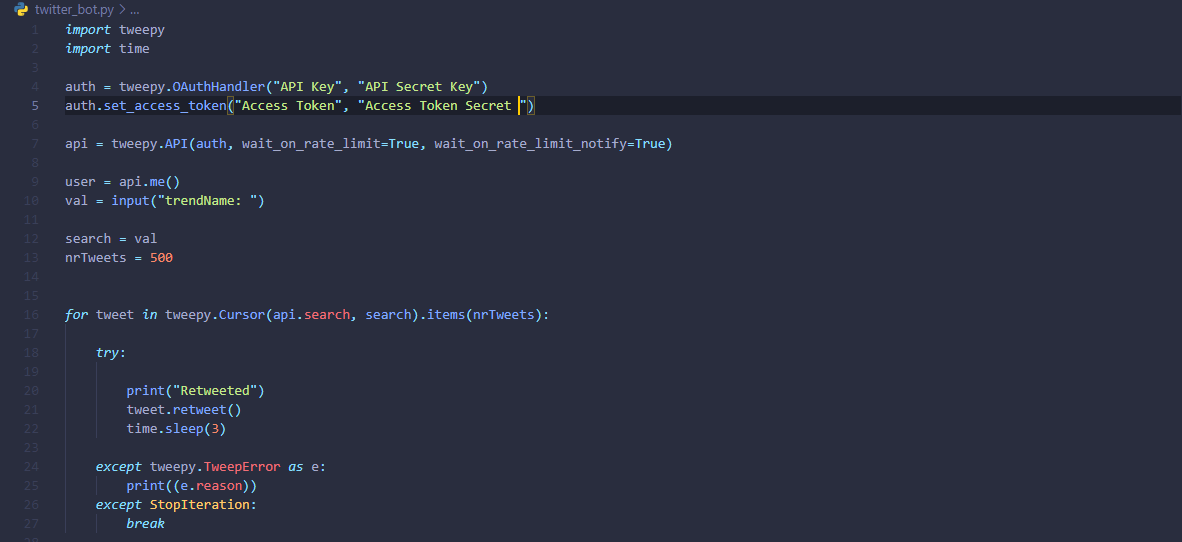 twitter_bot.py > ...
1 import tweepy
2 import time
3
4 auth = tweepy.OAuthHandler("API Key", "API Secret Key")
5 auth.set_access_token("Access Token", "Access Token Secret ")
6
7 api = tweepy.API(auth, wait_on_rate_limit=True, wait_on_rate_limit_notify=True)
8
9 user = api.me()
10 val = input("trendName: ")
11
12 search = val
13 nrTweets = 500
14
15
16 for tweet in tweepy.Cursor(api.search, search).items(nrTweets):
17
18     try:
19
20         print("Retweeted")
21         tweet.retweet()
22         time.sleep(3)
23
24     except tweepy.TweepError as e:
25         print((e.reason))
26     except StopIteration:
27         break
28